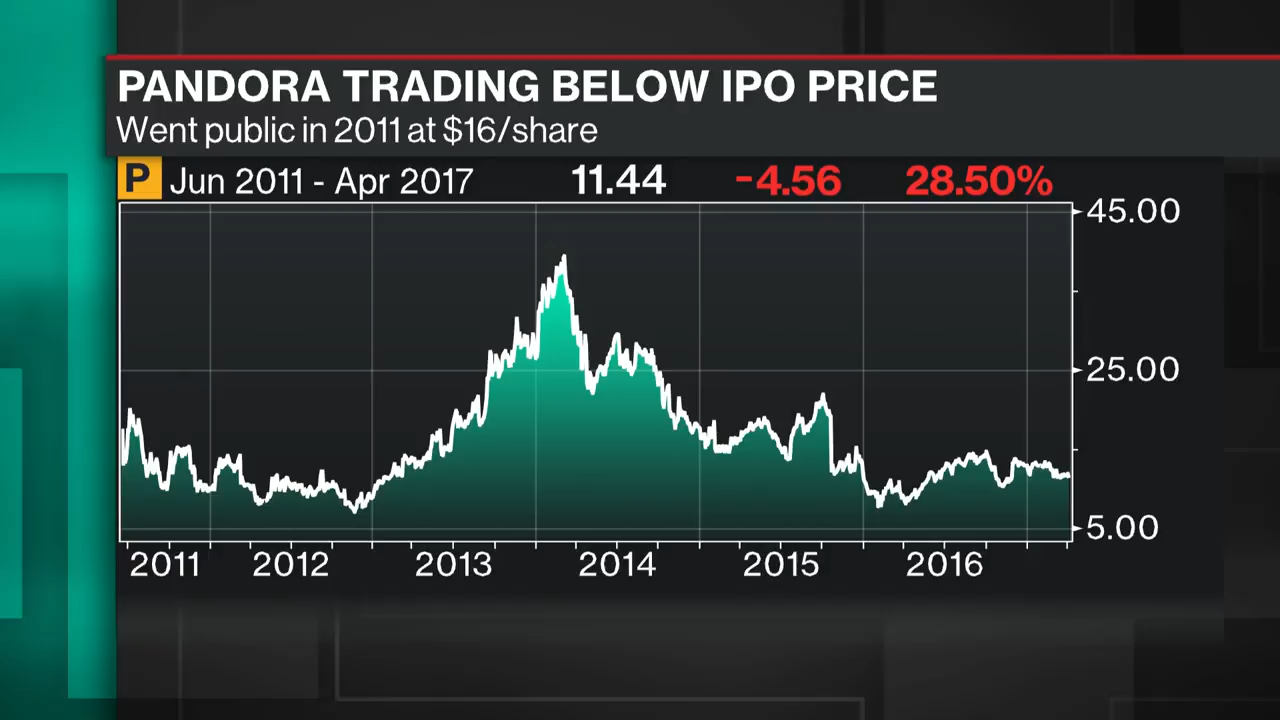 PANDORA TRADING BELOW IPO PRICE
Went public in 2011 at $16/share
P Jun 2011 - Apr 2017 11.44 -4.56 28.50%
45.00
25.00
5.00
2011 2012 2013 2014 2015 2016